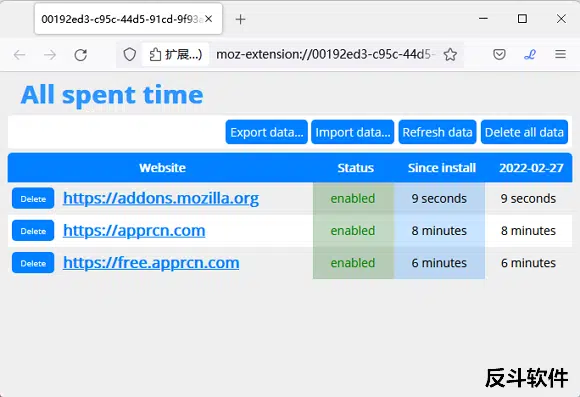 00192ed3-c95c-44d5-91cd-9f93
扩展...) moz-extension://00192ed3-c95c-44d5-
All spent time
Export data... Import data... Refresh data Delete all data
Website Status Since install 2022-02-27
Delete https://addons.mozilla.org enabled 9 seconds 9 seconds
Delete https://apprcn.com enabled 8 minutes 8 minutes
Delete https://free.apprcn.com enabled 6 minutes 6 minutes
反斗软件